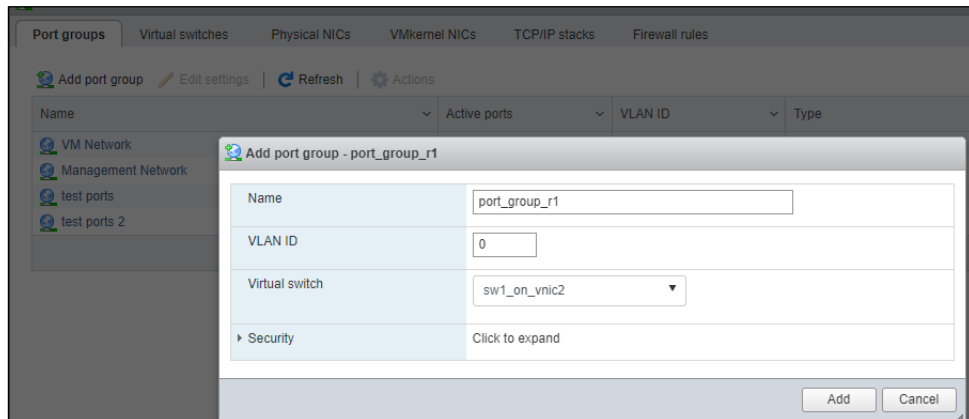 Port groups Virtual switches Physical NICs VMkernel NICs TCP/IP stacks Firewall rules
Add port group Edit settings Refresh Actions
Name Active ports VLAN ID Type
VM Network
Management Network
test ports
test ports 2
Add port group - port_group_r1
Name port_group_r1
VLAN ID 0
Virtual switch sw1_on_vnic2
Security Click to expand
Add Cancel